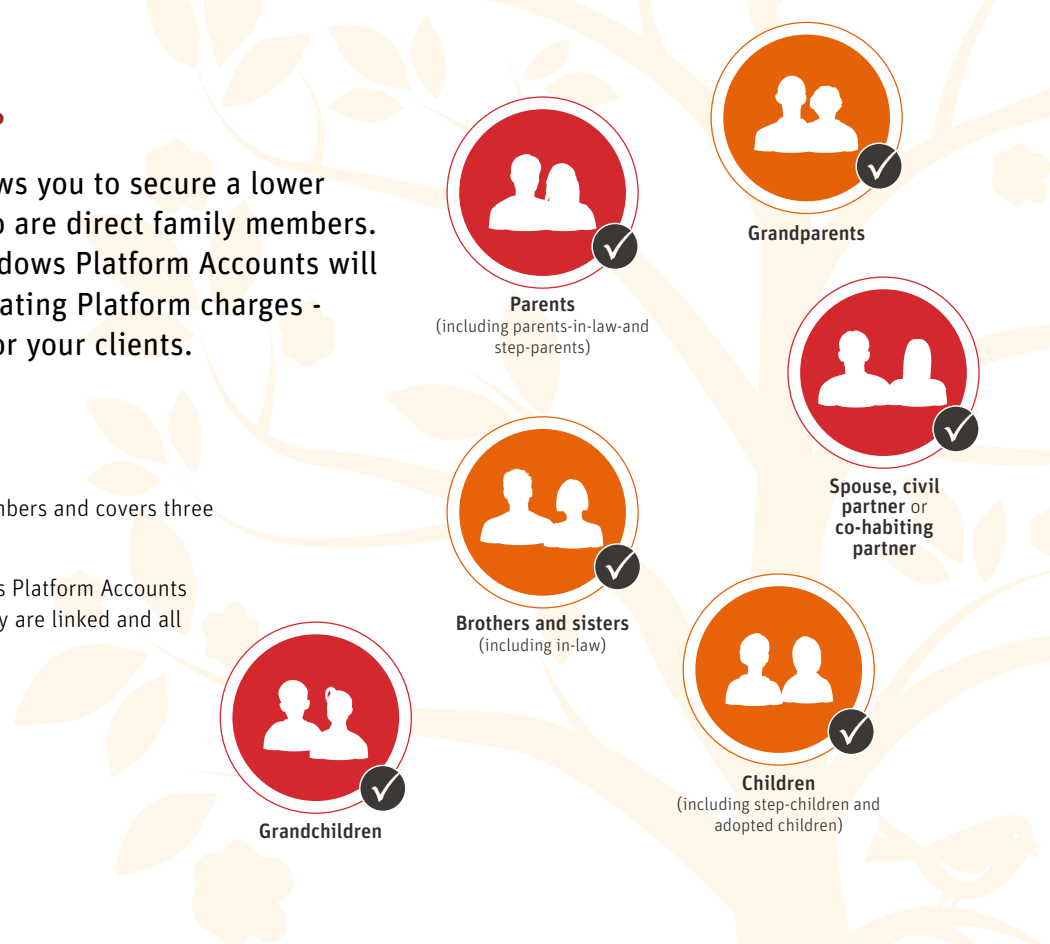 ?
ws you to secure a lower
o are direct family members.
dows Platform Accounts will
ating Platform charges -
or your clients.
nbers and covers three
s Platform Accounts
y are linked and all
Grandparents
Parents
(including parents-in-law-and
step-parents)
Spouse, civil
partner or
co-habiting
partner
Brothers and sisters
(including in-law)
Children
(including step-children and
adopted children)
Grandchildren